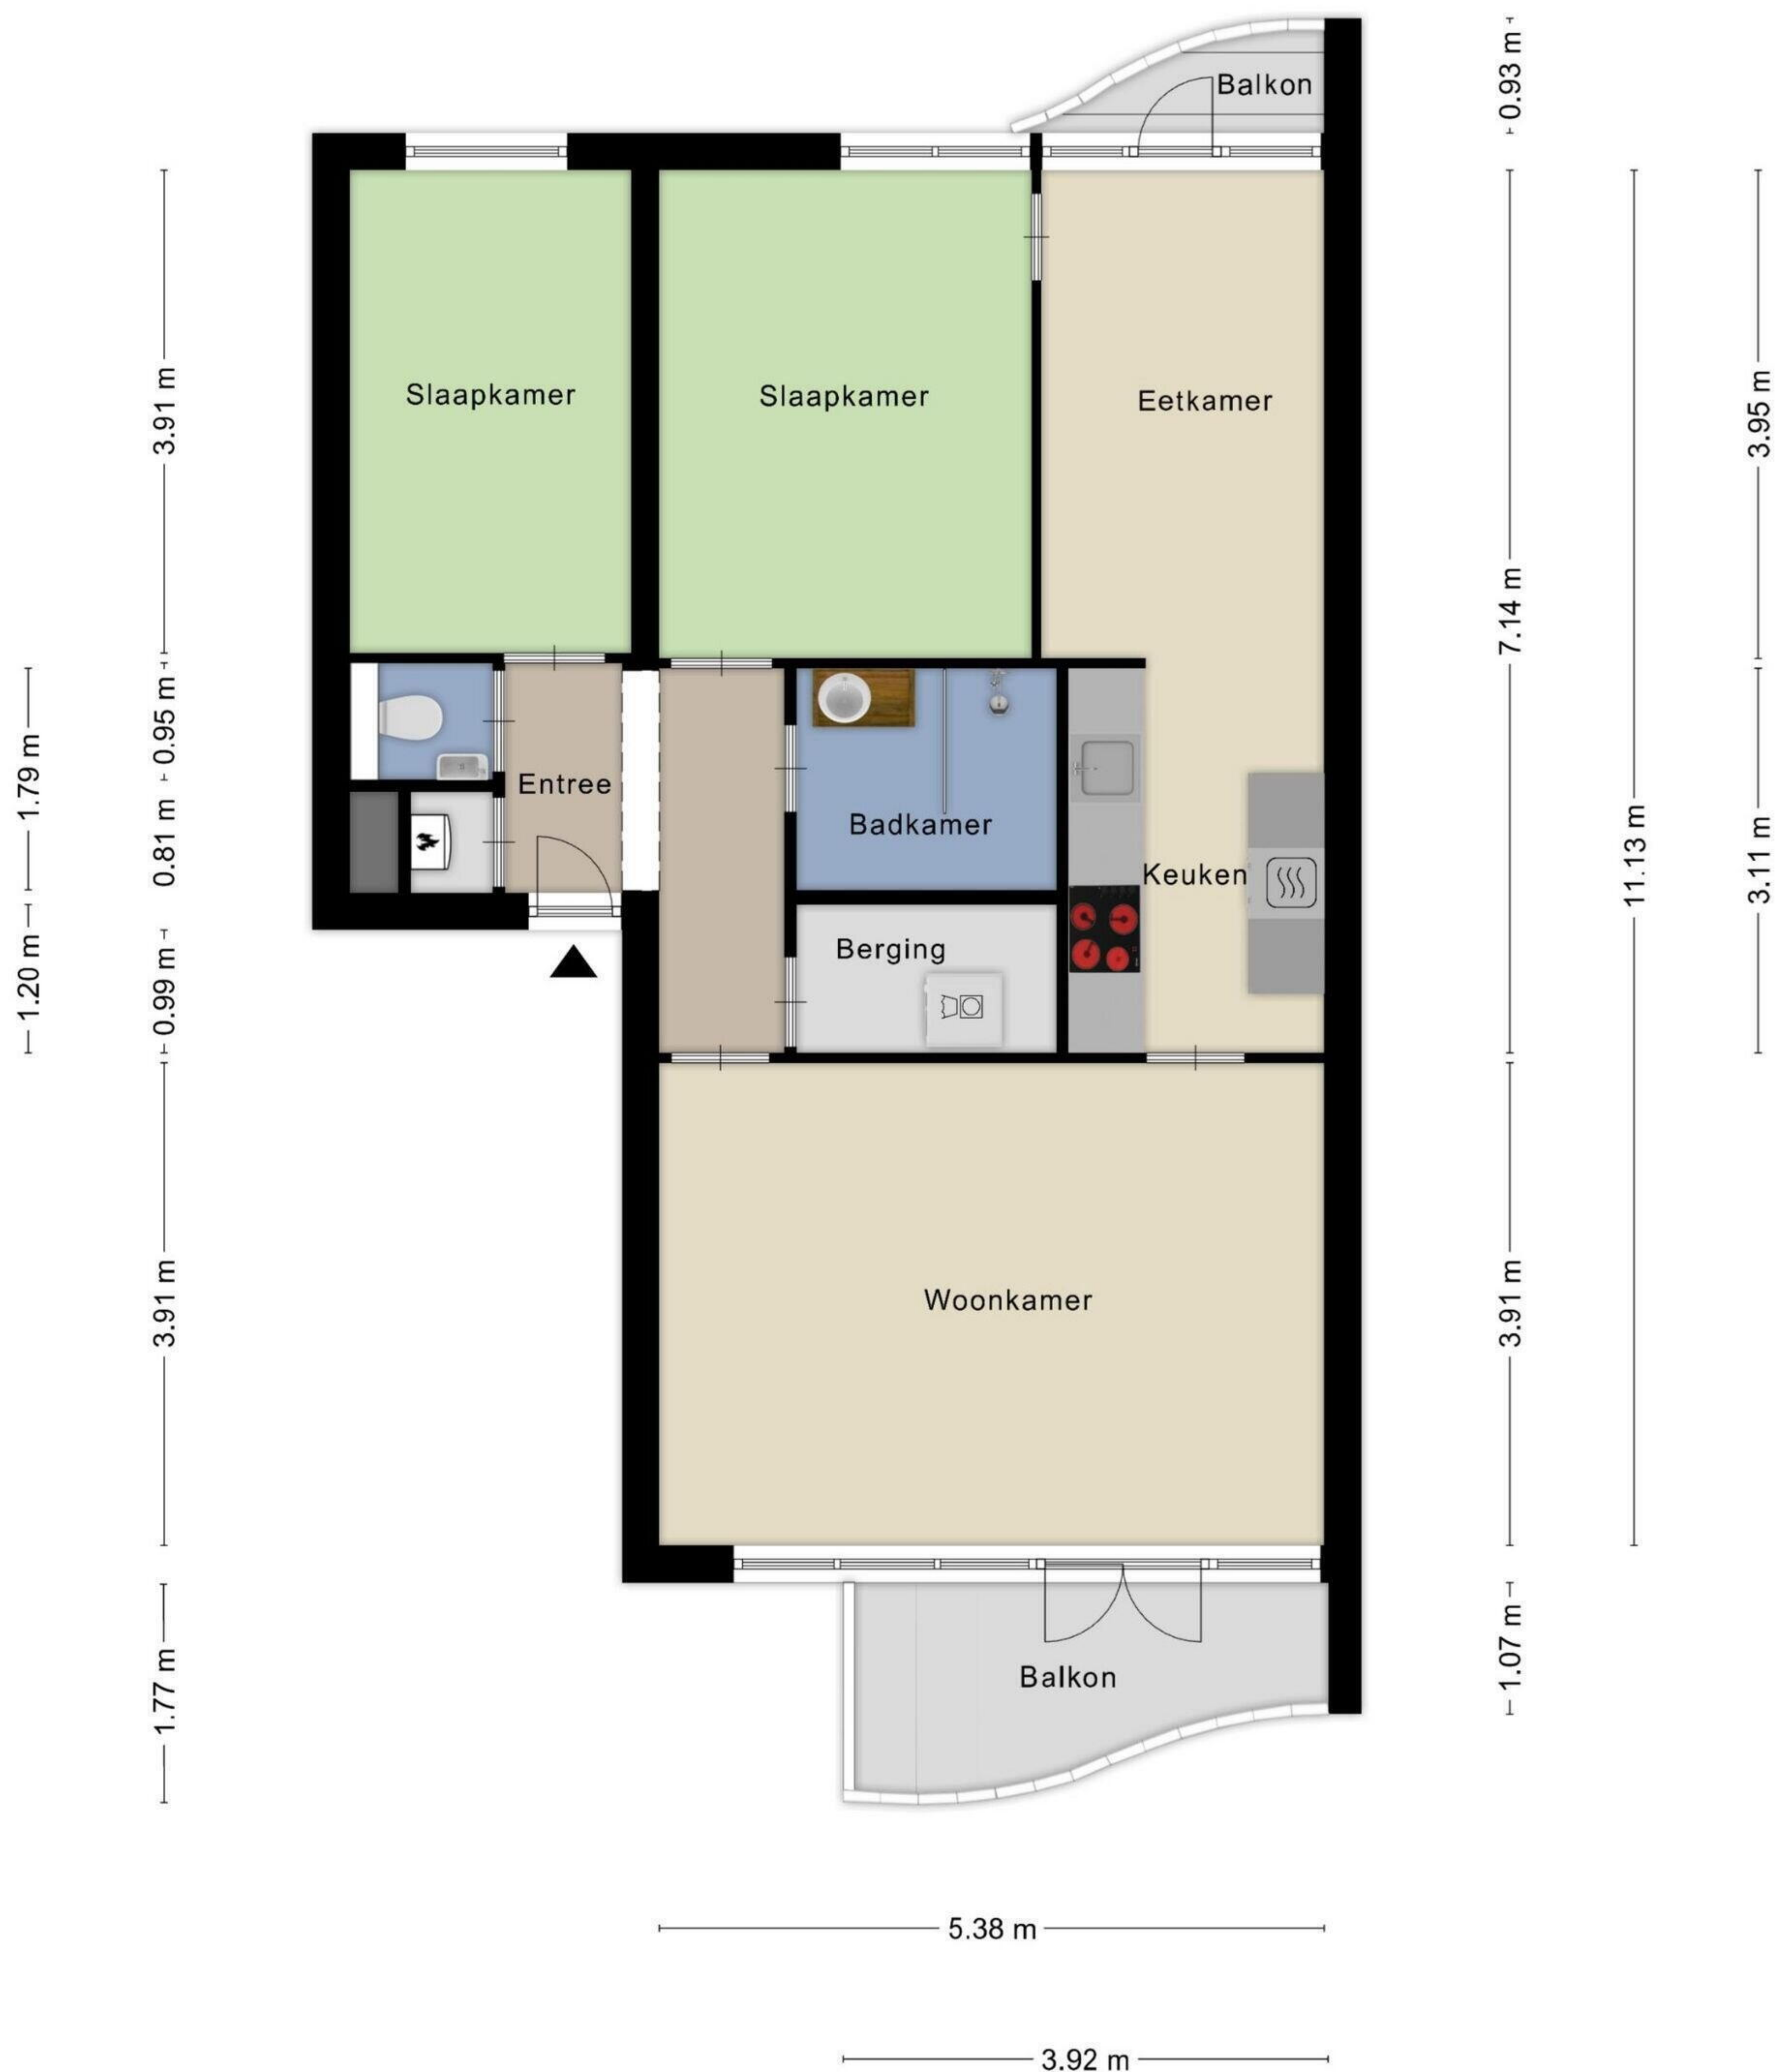 Balkon
0.93 m
Slaapkamer
Slaapkamer
Eetkamer
3.91 m
3.95 m
7.14 m
0.95 m
1.79 m
0.81 m
Entree
Badkamer
Keuken
11.13 m
3.11 m
Berging
1.20 m
0.99 m
Woonkamer
3.91 m
3.91 m
Balkon
1.77 m
1.07 m
5.38 m
3.92 m